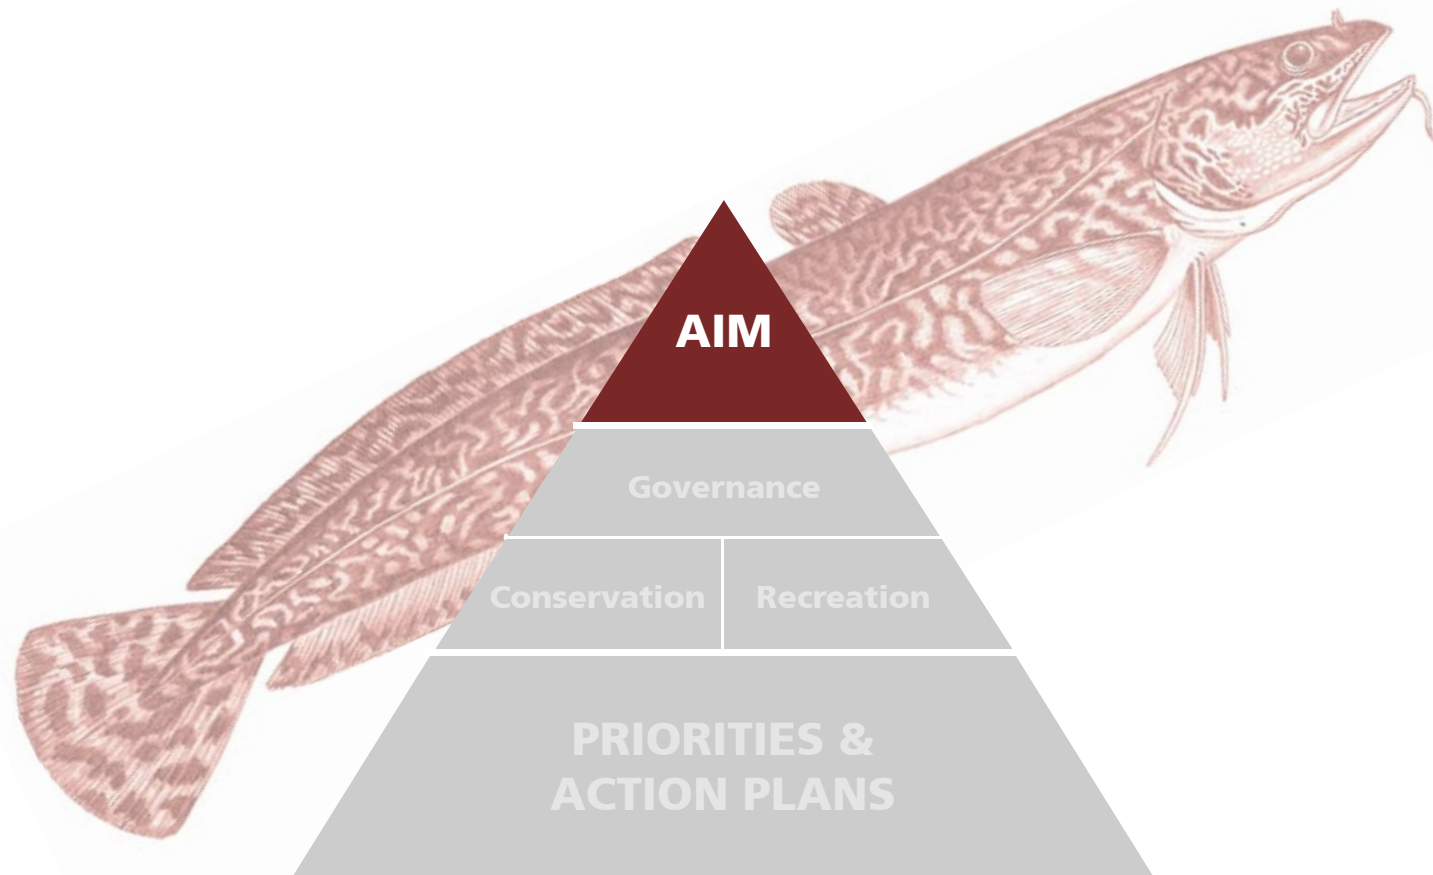 AIM
Governance
Conservation
Recreation
PRIORITIES &
ACTION PLANS